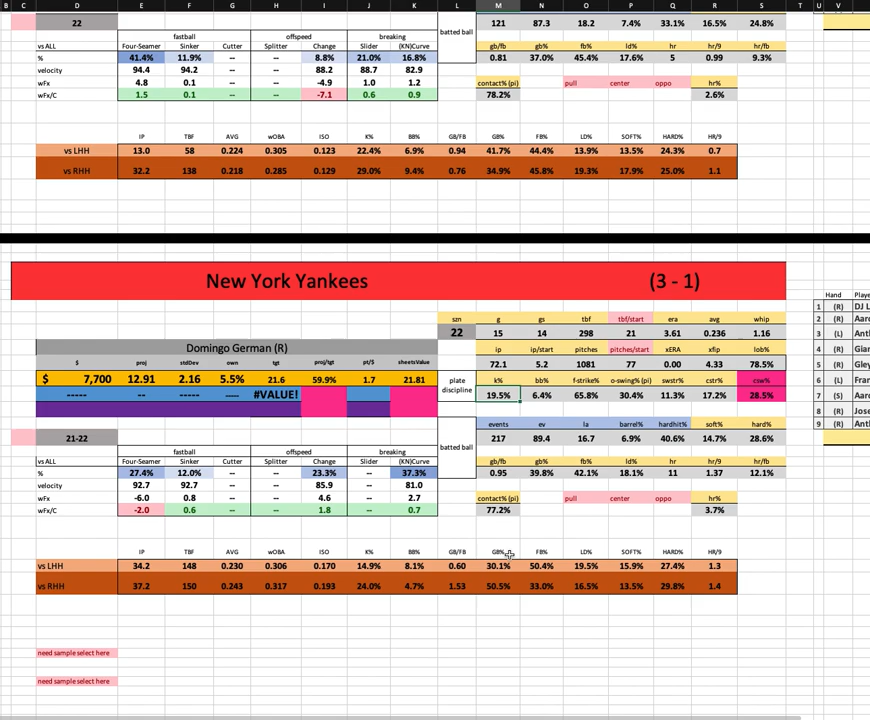 B C D E F G H I J K L M N O P Q R S T U V
22 batted ball 121 87.3 18.2 7.4% 33.1% 16.5% 24.8%
fastball offspeed breaking gb/fb gb% fb% ld% hr hr/9 hr/fb
vs ALL Four-Seamer Sinker Cutter Splitter Change Slider (KN)Curve
% 41.4% 11.9% -- -- 8.8% 21.0% 16.8% 0.81 37.0% 45.4% 17.6% 5 0.99 9.3%
velocity 94.4 94.2 -- -- 88.2 88.7 82.9
wFx 4.8 0.1 -- -- -4.9 1.0 1.2 contact% (pi) pull center oppo hr%
wFx/C 1.5 0.1 -- -- -7.1 0.6 0.9 78.2% 2.6%
IP TBF AVG wOBA ISO K% BB% GB/FB GB% FB% LD% SOFT% HARD% HR/9
vs LHH 13.0 58 0.224 0.305 0.123 22.4% 6.9% 0.94 41.7% 44.4% 13.9% 13.5% 24.3% 0.7
vs RHH 32.2 138 0.218 0.285 0.129 29.0% 9.4% 0.76 34.9% 45.8% 19.3% 17.9% 25.0% 1.1
New York Yankees (3 - 1)
Hand Playe
1 (R) DJ L
szn g gs tbf tbf/start era avg whip 2 (R) Aaro
22 15 14 298 21 3.61 0.236 1.16 3 (L) Anth
Domingo German (R) ip ip/start pitches pitches/start xERA xfip lob% 4 (R) Gian
$ proj stdDev own tgt proj/tgt pt/$ sheetsValue 72.1 5.2 1081 77 0.00 4.33 78.5% 5 (R) Gley
$ 7,700 12.91 2.16 5.5% 21.6 59.9% 1.7 21.81 plate discipline k% bb% f-strike% o-swing% (pi) swstr% cstr% csw% 6 (L) Fran
----- -- --- ---- #VALUE! 19.5% 6.4% 65.8% 30.4% 11.3% 17.2% 28.5% 7 (S) Aaro
8 (R) Jose
events ev la barrel% hardhit% soft% hard% 9 (R) Anth
21-22 batted ball 217 89.4 16.7 6.9% 40.6% 14.7% 28.6%
fastball offspeed breaking
vs ALL Four-Seamer Sinker Cutter Splitter Change Slider (KN)Curve gb/fb gb% fb% ld% hr hr/9 hr/fb
% 27.4% 12.0% -- -- 23.3% -- 37.3% 0.95 39.8% 42.1% 18.1% 11 1.37 12.1%
velocity 92.7 92.7 -- -- 85.9 -- 81.0
wFx -6.0 0.8 -- -- 4.6 -- 2.7 contact% (pi) pull center oppo hr%
wFx/C -2.0 0.6 -- -- 1.8 -- 0.7 77.2% 3.7%
IP TBF AVG wOBA ISO K% BB% GB/FB GB% FB% LD% SOFT% HARD% HR/9
vs LHH 34.2 148 0.230 0.306 0.170 14.9% 8.1% 0.60 30.1% 50.4% 19.5% 15.9% 27.4% 1.3
vs RHH 37.2 150 0.243 0.317 0.193 24.0% 4.7% 1.53 50.5% 33.0% 16.5% 13.5% 29.8% 1.4
need sample select here
need sample select here